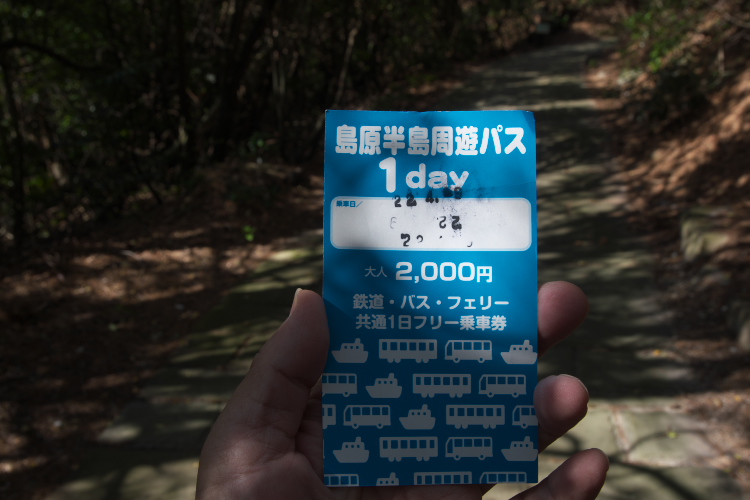 島原半島周遊パス
1day
乗車日
大人 2,000円
鉄道・バス・フェリー
共通1日フリー乗車券